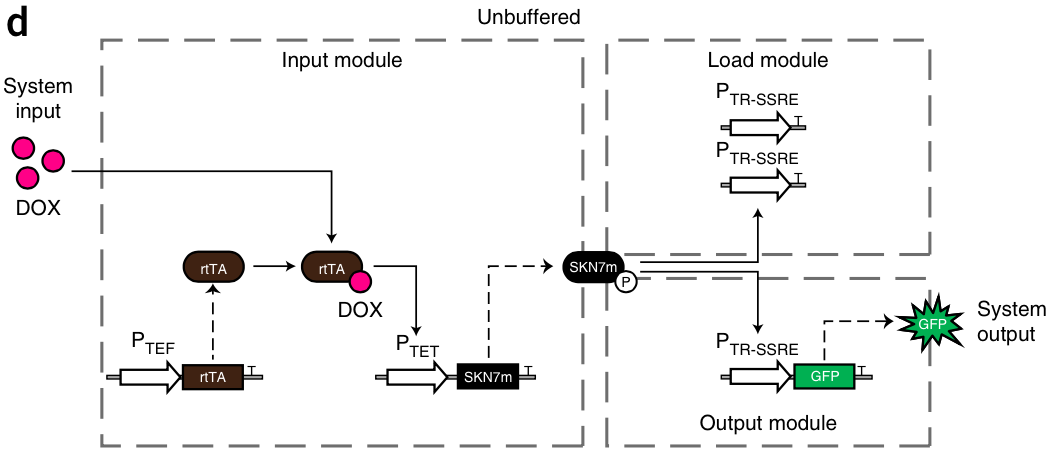 d
Unbuffered
Input module
Load module
System
input
DOX
P TR-SSRE
T
P TR-SSRE
T
rtTA
rtTA
DOX
SKN7m
P
P TEF
rtTA
T
P TET
SKN7m
T
P TR-SSRE
GFP
T
GFP
System
output
Output module